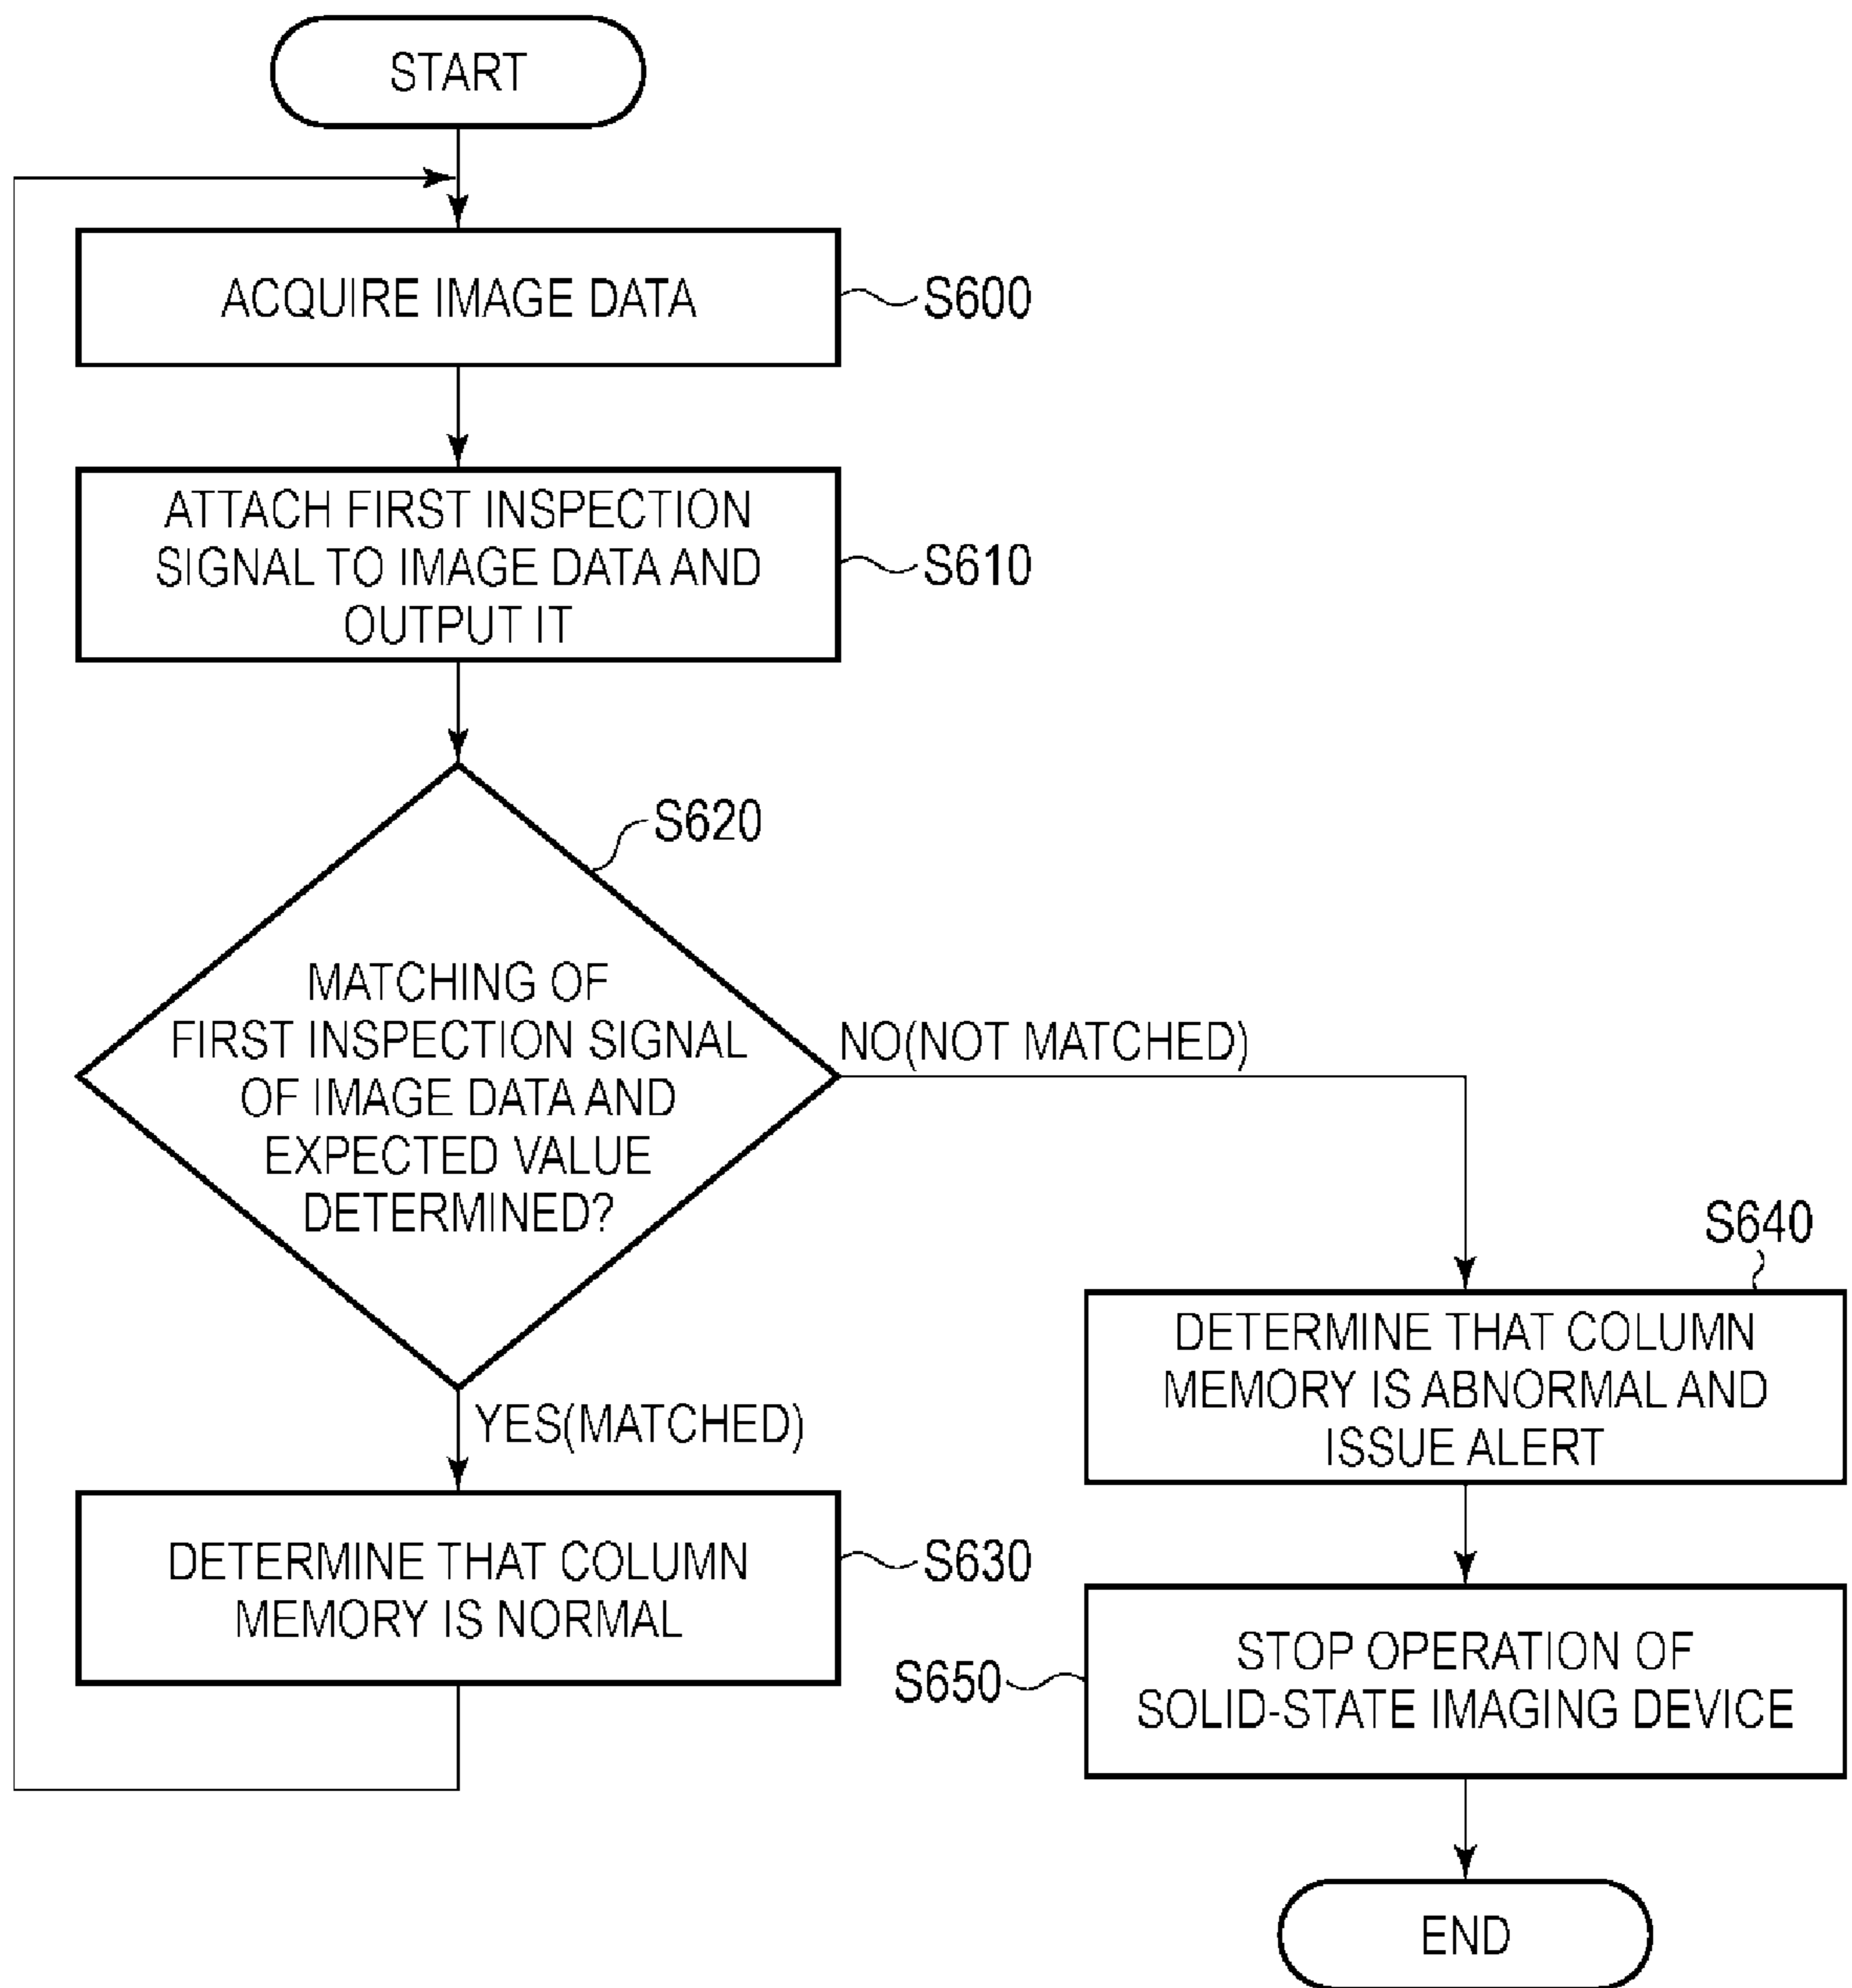 START
ACQUIRE IMAGE DATA
S600
ATTACH FIRST INSPECTION
SIGNAL TO IMAGE DATA AND
OUTPUT IT
S610
S620
MATCHING OF
FIRST INSPECTION SIGNAL
OF IMAGE DATA AND
EXPECTED VALUE
DETERMINED?
NO(NOT MATCHED)
YES(MATCHED)
DETERMINE THAT COLUMN
MEMORY IS NORMAL
S630
S640
DETERMINE THAT COLUMN
MEMORY IS ABNORMAL AND
ISSUE ALERT
S650
STOP OPERATION OF
SOLID-STATE IMAGING DEVICE
END